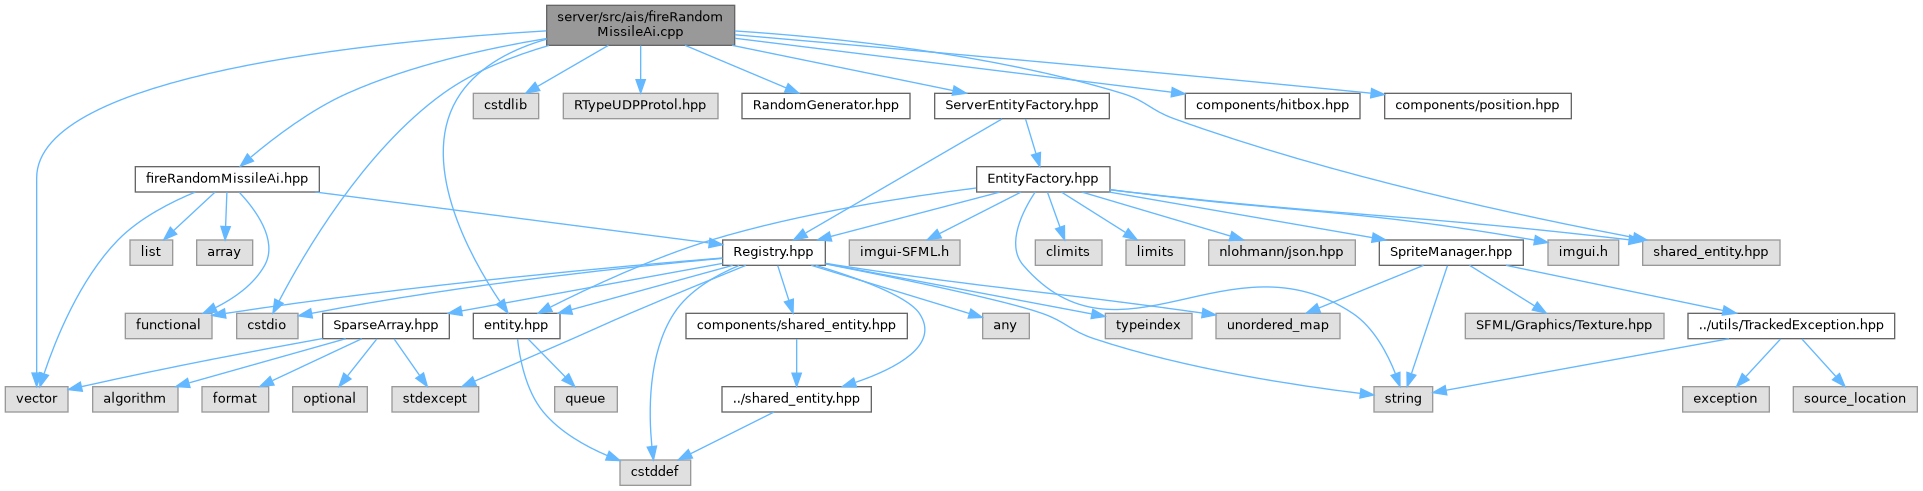 server/src/ais/fireRandom
MissileAi.cpp
cstdlib
RTypeUDPProtol.hpp
RandomGenerator.hpp
ServerEntityFactory.hpp
components/hitbox.hpp
components/position.hpp
fireRandomMissileAi.hpp
EntityFactory.hpp
list
array
Registry.hpp
imgui-SFML.h
climits
limits
nlohmann/json.hpp
SpriteManager.hpp
imgui.h
shared_entity.hpp
functional
cstdio
SparseArray.hpp
entity.hpp
components/shared_entity.hpp
any
typeindex
unordered_map
SFML/Graphics/Texture.hpp
../utils/TrackedException.hpp
vector
algorithm
format
optional
stdexcept
queue
../shared_entity.hpp
string
exception
source_location
cstddef